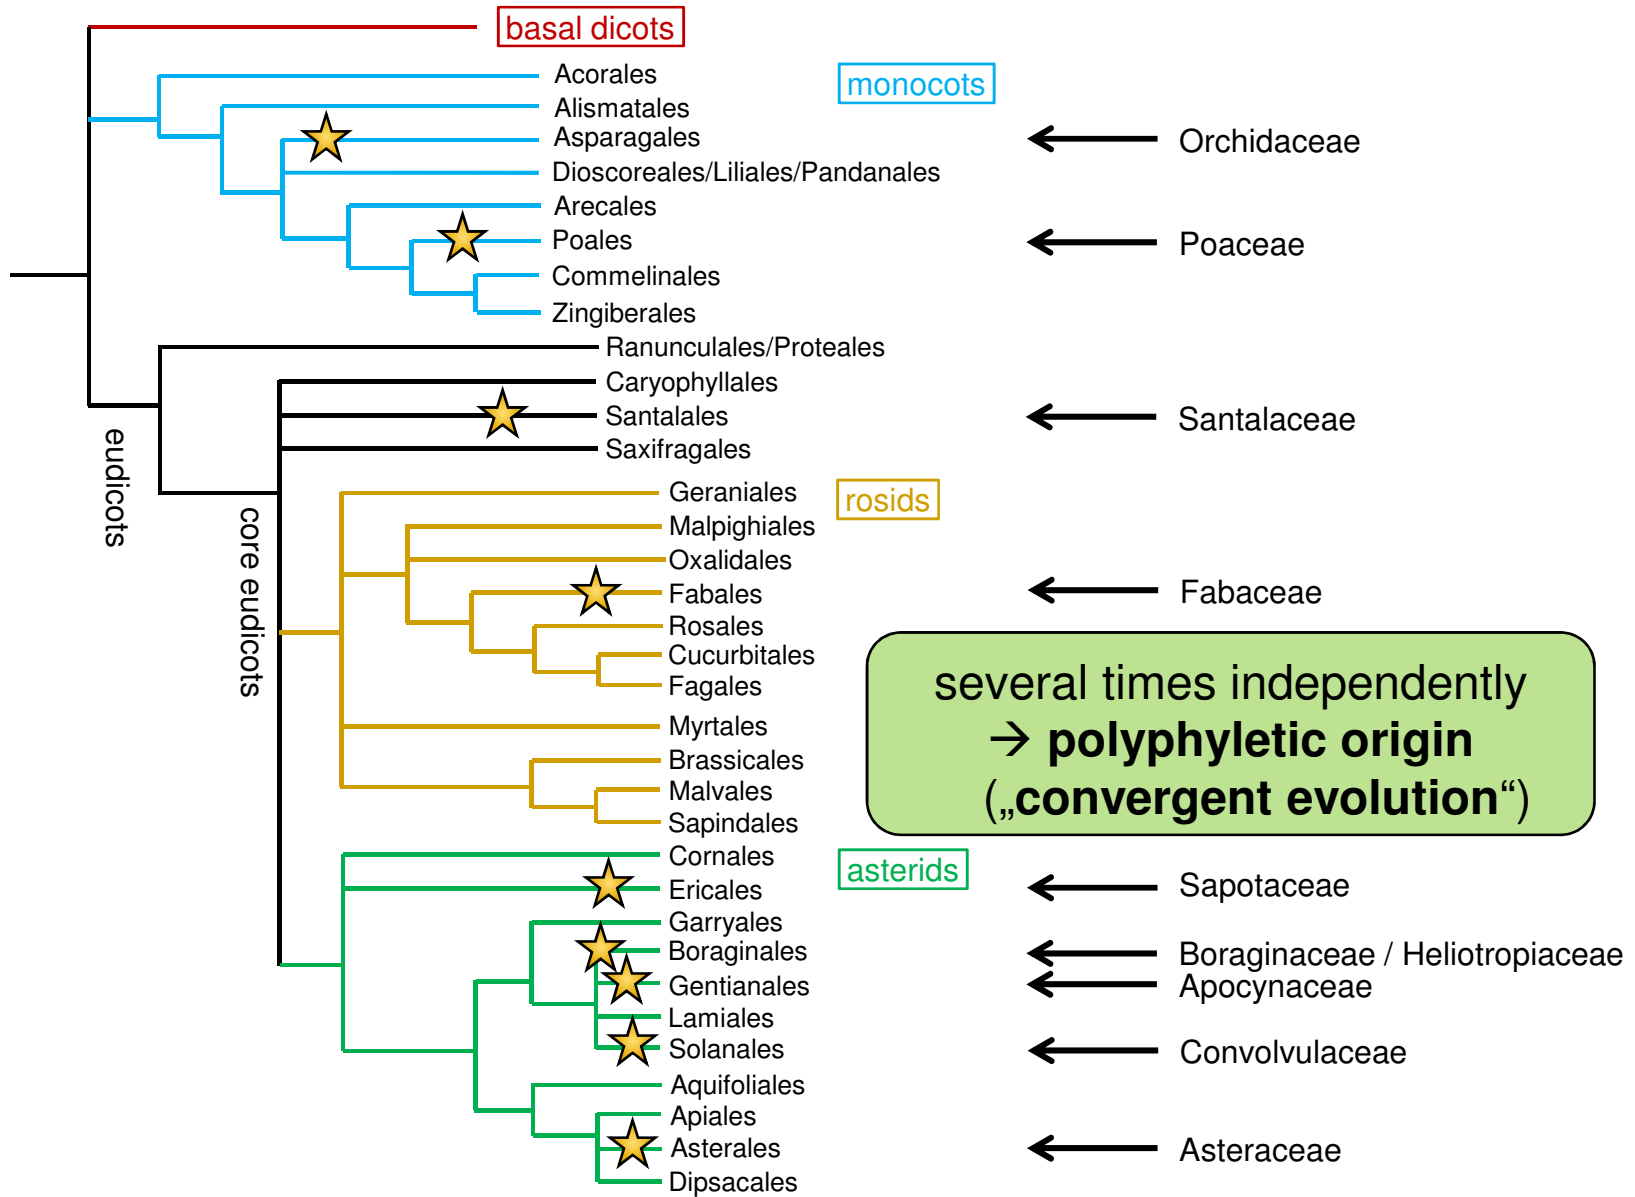 basal dicots
Acorales
monocots
Alismatales
Asparagales
Orchidaceae
Dioscoreales/Liliales/Pandanales
Arecales
Poales
Poaceae
Commelinales
Zingiberales
Ranunculales/Proteales
Caryophyllales
Santalales
Santalaceae
Saxifragales
eudicots
core eudicots
Geraniales
rosids
Malpighiales
Oxalidales
Fabales
Fabaceae
Rosales
Cucurbitales
Fagales
several times independently
→ polyphyletic origin
(„convergent evolution“)
Myrtales
Brassicales
Malvales
Sapindales
Cornales
asterids
Ericales
Sapotaceae
Garryales
Boraginales
Boraginaceae / Heliotropiaceae
Gentianales
Apocynaceae
Lamiales
Solanales
Convolvulaceae
Aquifoliales
Apiales
Asterales
Asteraceae
Dipsacales